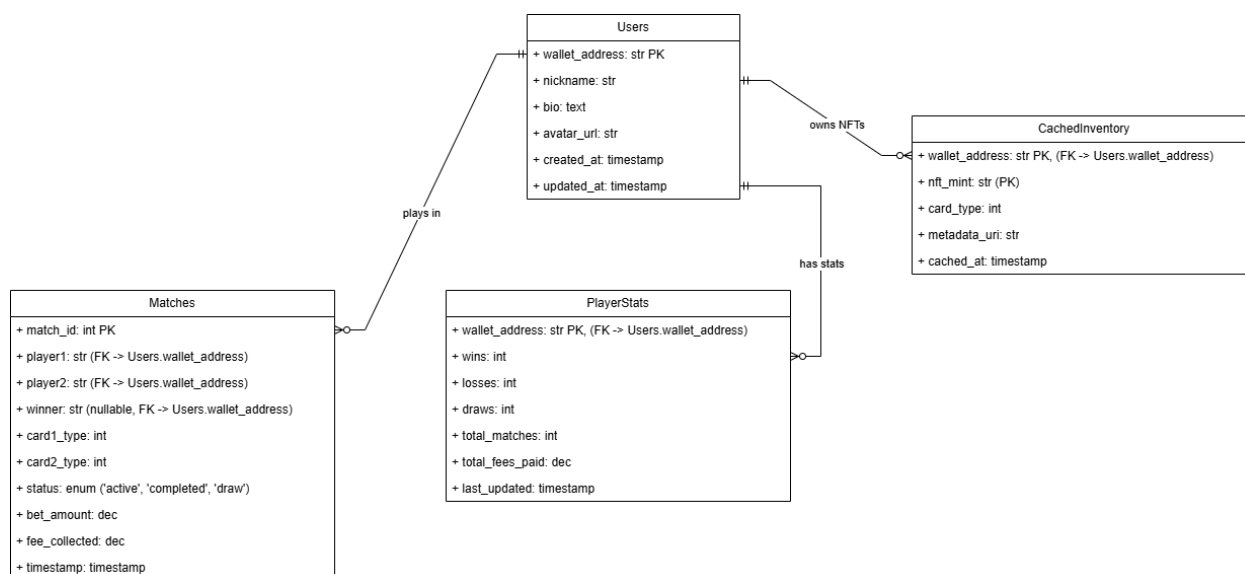 Users
+ wallet_address: str PK
+ nickname: str
+ bio: text
+ avatar_url: str
+ created_at: timestamp
+ updated_at: timestamp
plays in
owns NFTs
has stats
CachedInventory
+ wallet_address: str PK, (FK -> Users.wallet_address)
+ nft_mint: str (PK)
+ card_type: int
+ metadata_uri: str
+ cached_at: timestamp
Matches
+ match_id: int PK
+ player1: str (FK -> Users.wallet_address)
+ player2: str (FK -> Users.wallet_address)
+ winner: str (nullable, FK -> Users.wallet_address)
+ card1_type: int
+ card2_type: int
+ status: enum ('active', 'completed', 'draw')
+ bet_amount: dec
+ fee_collected: dec
+ timestamp: timestamp
PlayerStats
+ wallet_address: str PK, (FK -> Users.wallet_address)
+ wins: int
+ losses: int
+ draws: int
+ total_matches: int
+ total_fees_paid: dec
+ last_updated: timestamp